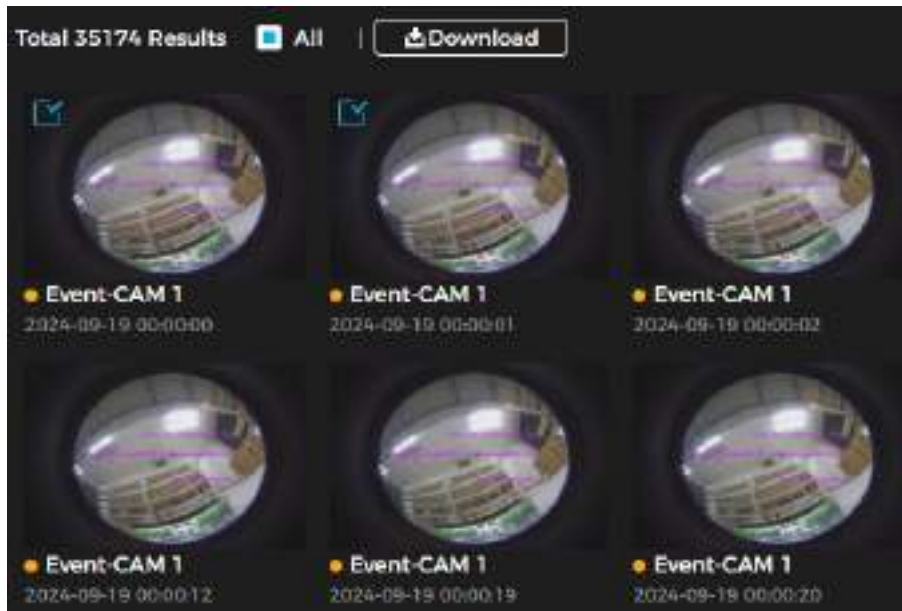 Total 35174 Results All | Download
Event-CAM 1 Event-CAM 1 Event-CAM 1
2024-09-19 00:00:00 2024-09-19 00:00:01 2024-09-19 00:00:02
Event-CAM 1 Event-CAM 1 Event-CAM 1
2024-09-19 00:00:12 2024-09-19 00:00:19 2024-09-19 00:00:20